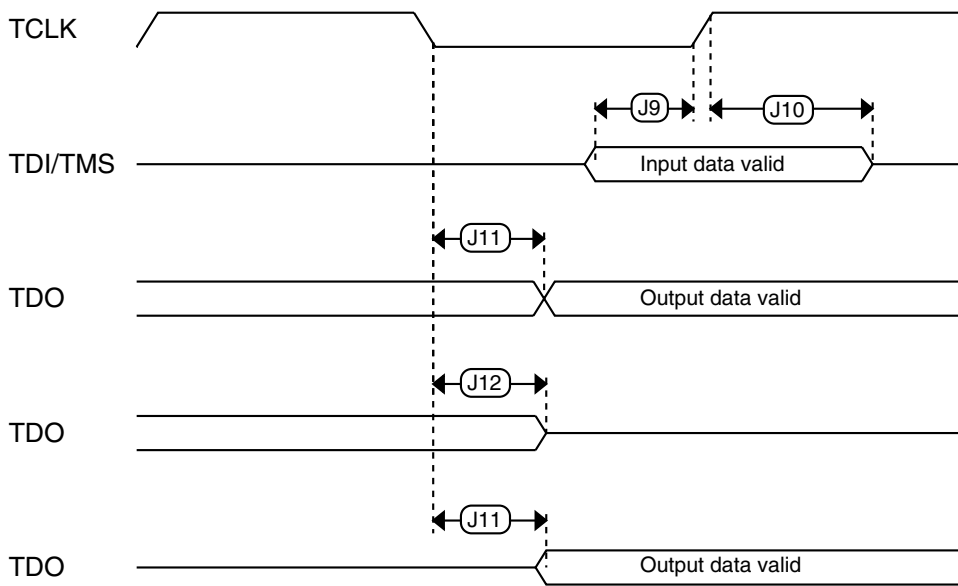 TCLK
J9
J10
TDI/TMS
Input data valid
J11
TDO
Output data valid
J12
TDO
J11
TDO
Output data valid